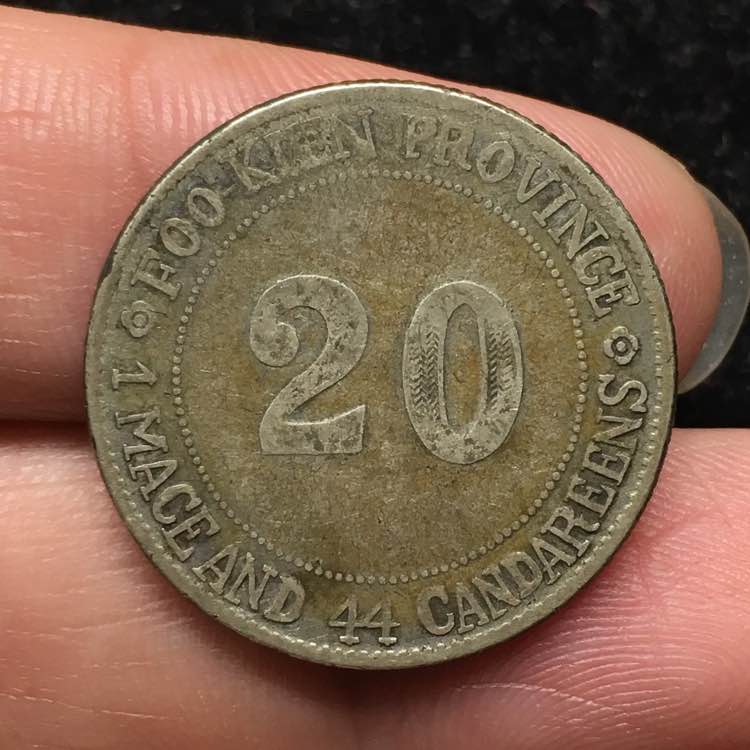 FOO-KIEN PROVINCE
20
1 MACE AND 44 CANDAREENS